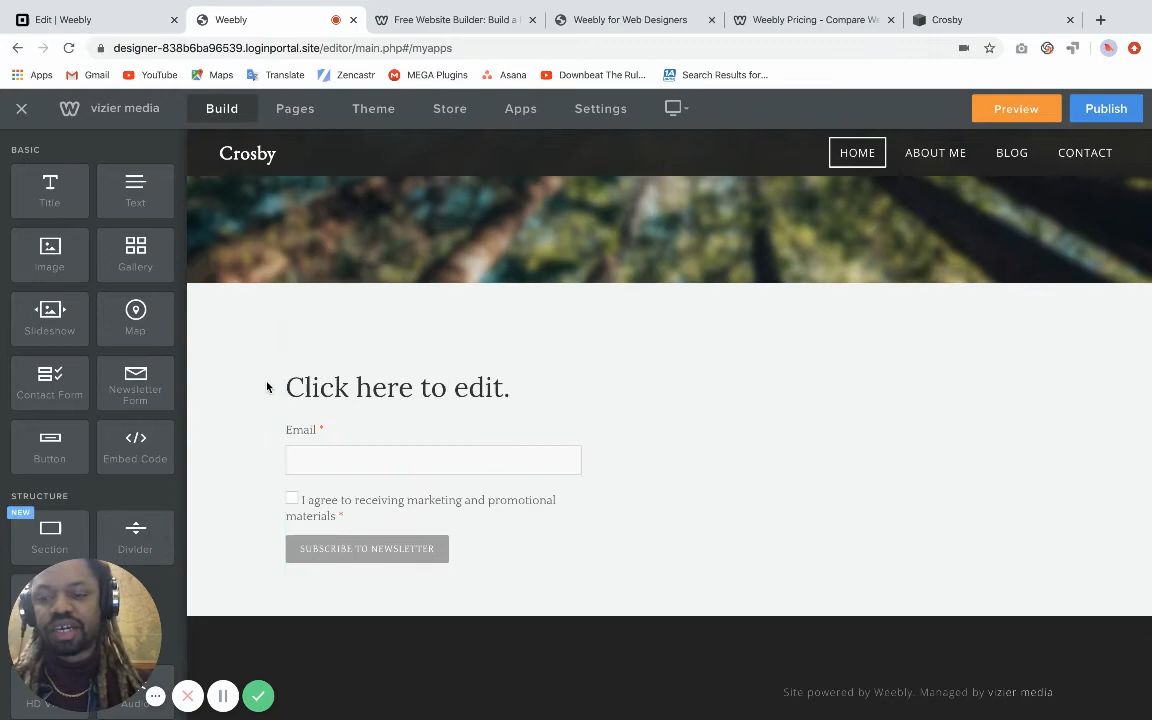 Edit | Weebly
Weebly
Free Website Builder: Build a
Weebly for Web Designers
Weebly Pricing - Compare We
Crosby
designer-838b6ba96539.loginportal.site/editor/main.php#/myapps
Apps
Gmail
YouTube
Maps
Translate
Zencastr
MEGA Plugins
Asana
Downbeat The Rul...
Search Results for...
vizier media
Build
Pages
Theme
Store
Apps
Settings
Preview
Publish
BASIC
Title
Text
Image
Gallery
Slideshow
Map
Contact Form
Newsletter
Form
Button
Embed Code
STRUCTURE
NEW
Section
Divider
HD V
Audio
Crosby
HOME
ABOUT ME
BLOG
CONTACT
Click here to edit.
Email *
I agree to receiving marketing and promotional
materials *
SUBSCRIBE TO NEWSLETTER
Site powered by Weebly. Managed by vizier media